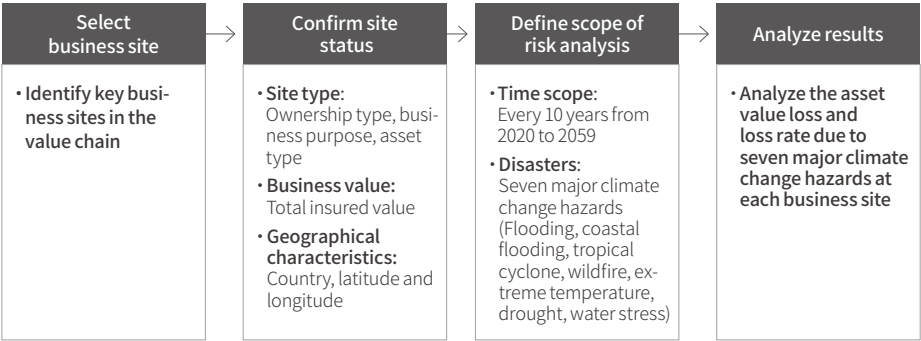 Select
business site
• Identify key busi-
ness sites in the
value chain
Confirm site
status
• Site type:
Ownership type, busi-
ness purpose, asset
type
• Business value:
Total insured value
• Geographical
characteristics:
Country, latitude and
longitude
Define scope of
risk analysis
• Time scope:
Every 10 years from
2020 to 2059
• Disasters:
Seven major climate
change hazards
(Flooding, coastal
flooding, tropical
cyclone, wildfire, ex-
treme temperature,
drought, water stress)
Analyze results
• Analyze the asset
value loss and
loss rate due to
seven major climate
change hazards at
each business site